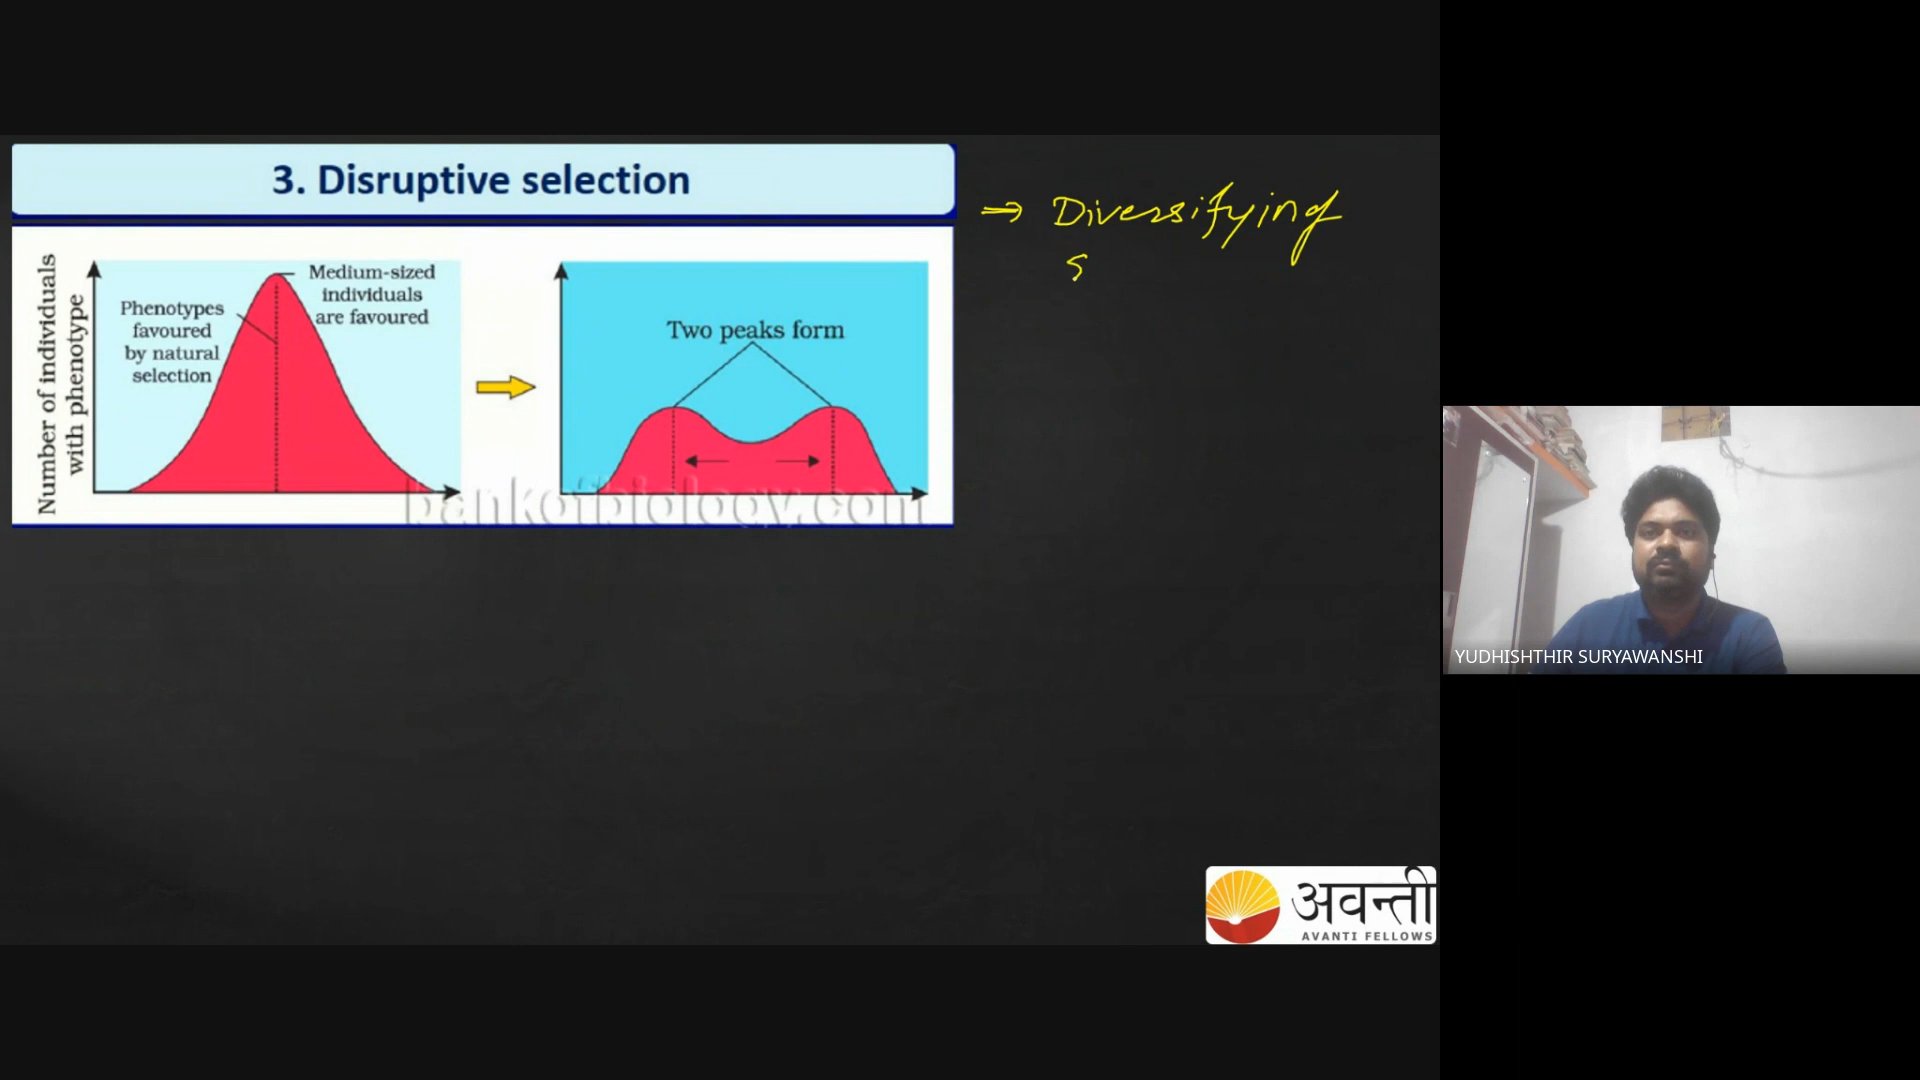 3. Disruptive selection
⇒ Diversifying
S
Number of individuals
with phenotype
Phenotypes
favoured
by natural
selection
Medium-sized
individuals
are favoured
Two peaks form
bankofbiology.com
YUDHISHTHIR SURYAWANSHI
अवन्ती
AVANTI FELLOWS